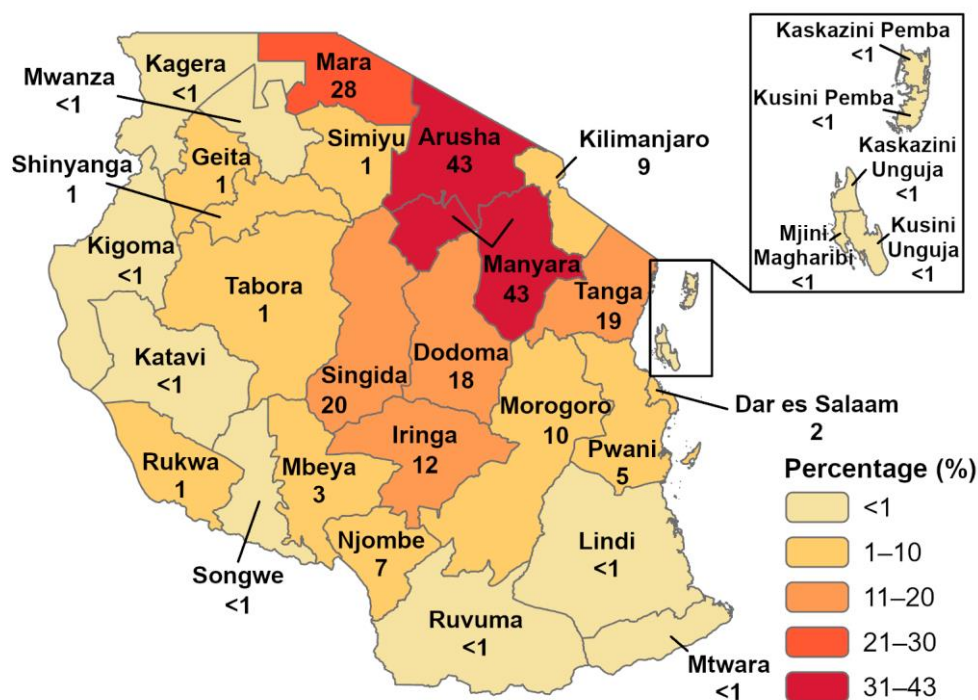 Kagera
<1
Mwanza
<1
Mara
28
Simiyu
1
Arusha
43
Kilimanjaro
9
Geita
1
Shinyanga
1
Kigoma
<1
Tabora
1
Manyara
43
Tanga
19
Katavi
<1
Singida
20
Dodoma
18
Morogoro
10
Dar es Salaam
2
Pwani
5
Iringa
12
Rukwa
1
Mbeya
3
Songwe
<1
Njombe
7
Lindi
<1
Ruvuma
<1
Mtwara
<1
Kaskazini Pemba
<1
Kusini Pemba
<1
Kaskazini
Unguja
<1
Mjini
Magharibi
<1
Kusini
Unguja
<1
Percentage (%)
<1
1–10
11–20
21–30
31–43